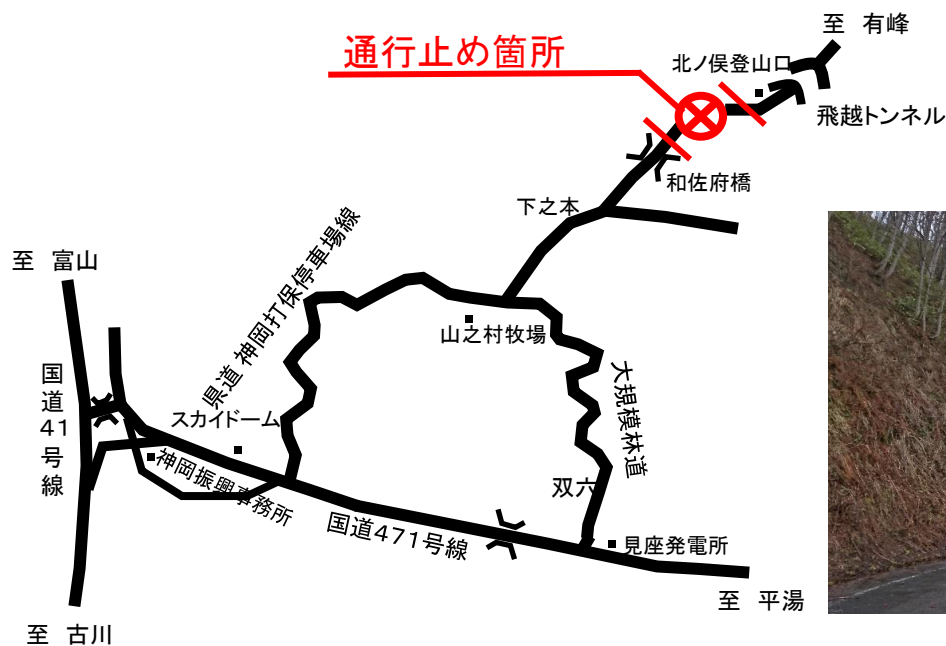 至 有峰
通行止め箇所
北ノ俣登山口
飛越トンネル
和佐府橋
下之本
至 富山
県道 神岡打保停車場線
山之村牧場
国道41号線
スカイドーム
大規模林道
神岡振興事務所
双六
国道471号線
見座発電所
至 平湯
至 古川